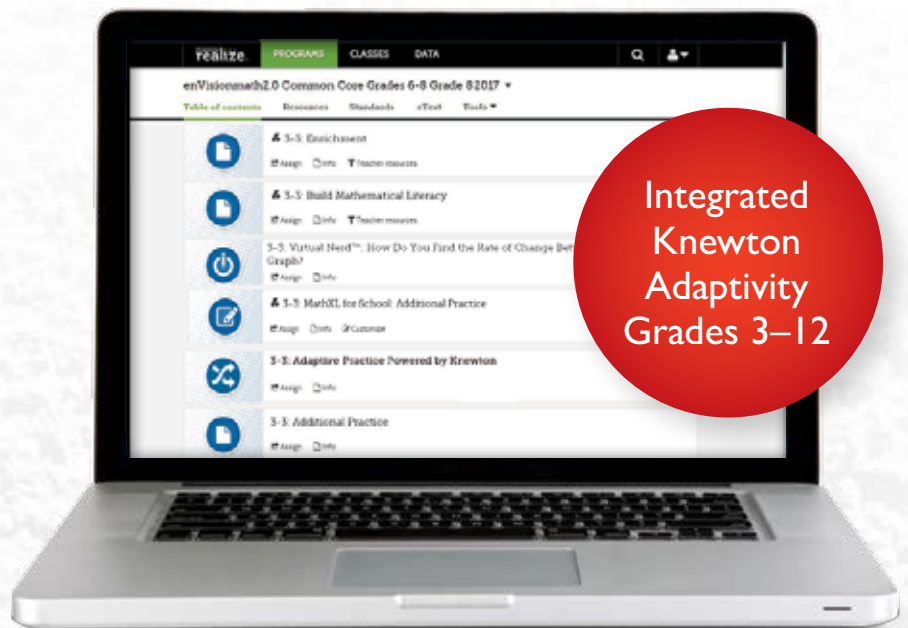 realize.
PROGRAMS CLASSES DATA
enVisionmath2.0 Common Core Grades 6-8 Grade 8 2017
Table of contents Resources Standards eText Tools
3-3: Enrichment
Assign Info Teacher resources
3-3: Build Mathematical Literacy
Assign Info Teacher resources
3-3: Virtual Nerd™: How Do You Find the Rate of Change
Graph?
Assign Info
3-3: MathXL for School: Additional Practice
Assign Info Customize
3-3: Adaptive Practice Powered by Knewton
Assign Info
3-3: Additional Practice
Assign Info
Integrated
Knewton
Adaptivity
Grades 3–12